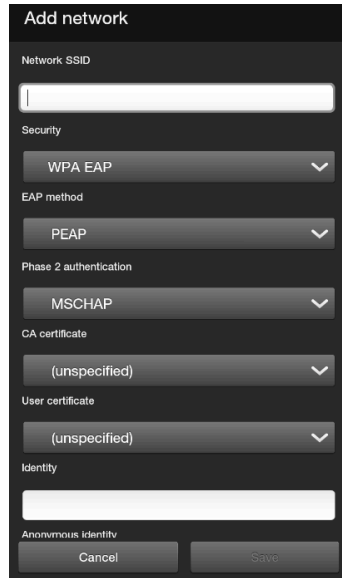 Add network
Network SSID
Security
WPA EAP
EAP method
PEAP
Phase 2 authentication
MSCHAP
CA certificate
(unspecified)
User certificate
(unspecified)
Identity
Anonymous identity
Cancel
Save